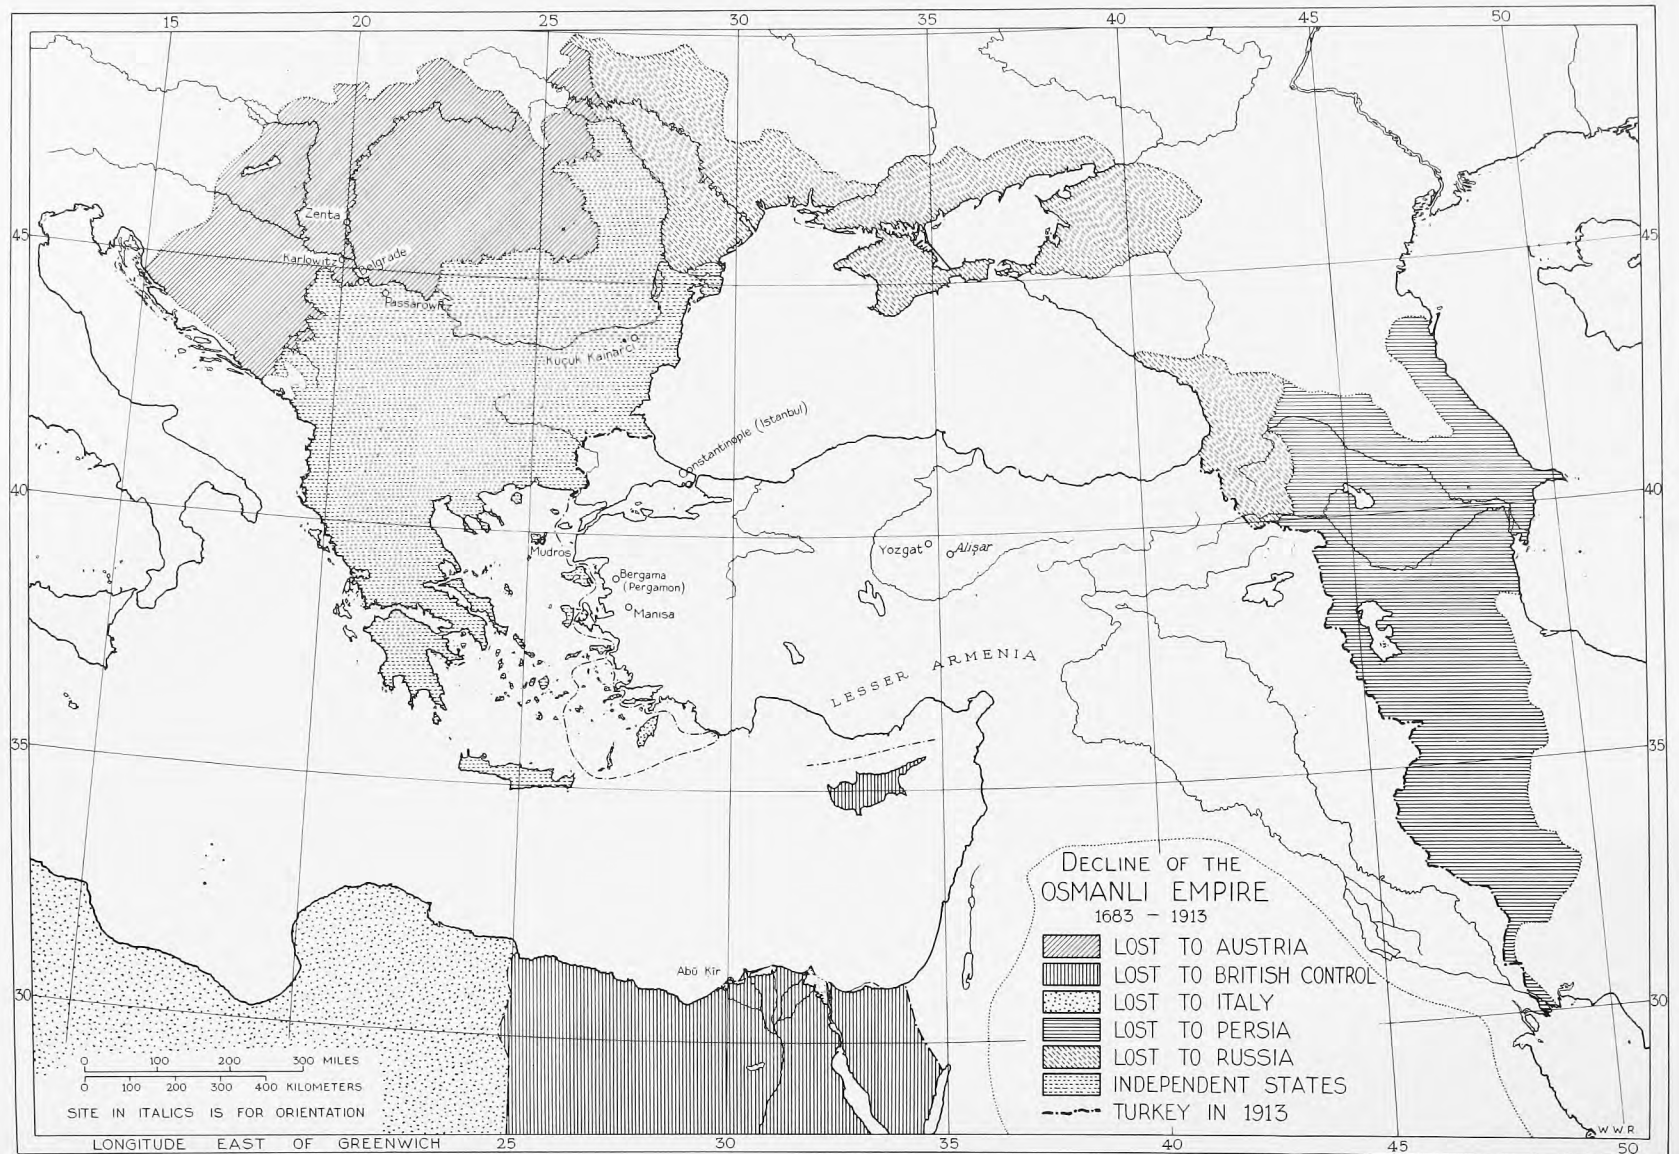 15 20 25 30 35 40 45 50
45
45
40
40
35
35
30
30
Zenta
Karlowitz
Belgrade
Kuçuk Kainarcı
Constantinople (Istanbul)
Mudros
Bergama
(Pergamon)
Manisa
Yozgat
Alişar
LESSER ARMENIA
Abū Kīr
DECLINE OF THE
OSMANLI EMPIRE
1683 – 1913
LOST TO AUSTRIA
LOST TO BRITISH CONTROL
LOST TO ITALY
LOST TO PERSIA
LOST TO RUSSIA
INDEPENDENT STATES
TURKEY IN 1913
0 100 200 300 MILES
0 100 200 300 400 KILOMETERS
SITE IN ITALICS IS FOR ORIENTATION
W.W.R.
LONGITUDE EAST OF GREENWICH 25 30 35 40 45 50